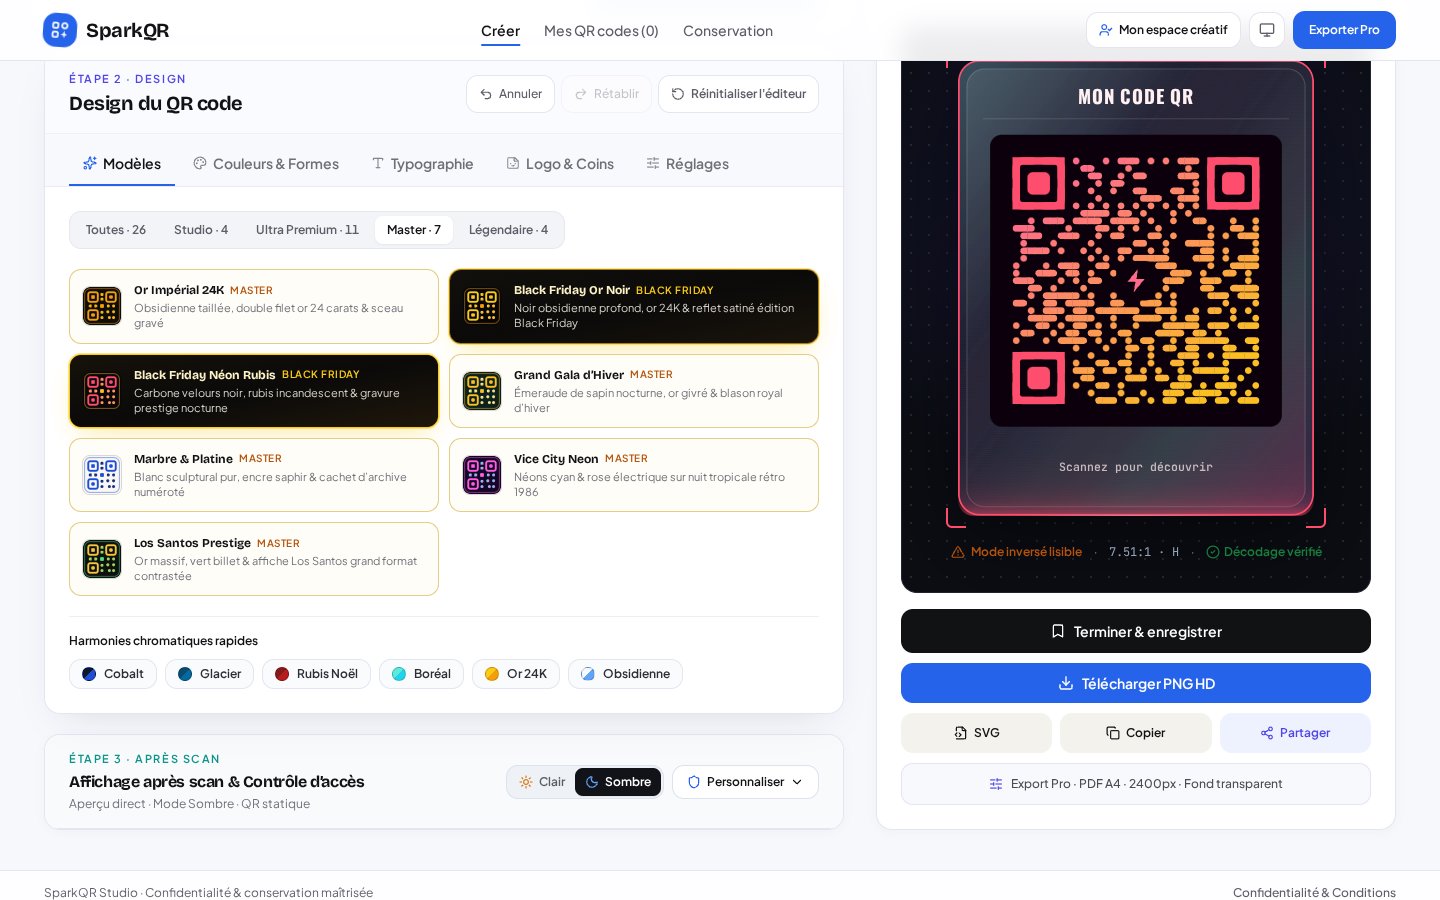 SparkQR
Créer
Mes QR codes (0)
Conservation
Mon espace créatif
Exporter Pro
ÉTAPE 2 · DESIGN
Design du QR code
Annuler
Rétablir
Réinitialiser l'éditeur
Modèles
Couleurs & Formes
Typographie
Logo & Coins
Réglages
Toutes · 26
Studio · 4
Ultra Premium · 11
Master · 7
Légendaire · 4
Or Impérial 24K MASTER
Obsidienne taillée, double filet or 24 carats & sceau
gravé
Black Friday Or Noir BLACK FRIDAY
Noir obsidienne profond, or 24K & reflet satiné édition
Black Friday
Black Friday Néon Rubis BLACK FRIDAY
Carbone velours noir, rubis incandescent & gravure
prestige nocturne
Grand Gala d'Hiver MASTER
Émeraude de sapin nocturne, or givré & blason royal
d'hiver
Marbre & Platine MASTER
Blanc sculptural pur, encre saphir & cachet d'archive
numéroté
Vice City Neon MASTER
Néons cyan & rose électrique sur nuit tropicale rétro
1986
Los Santos Prestige MASTER
Or massif, vert billet & affiche Los Santos grand format
contrastée
Harmonies chromatiques rapides
Cobalt
Glacier
Rubis Noël
Boréal
Or 24K
Obsidienne
ÉTAPE 3 · APRÈS SCAN
Affichage après scan & Contrôle d'accès
Aperçu direct · Mode Sombre · QR statique
Clair
Sombre
Personnaliser
MON CODE QR
Scannez pour découvrir
Mode inversé lisible · 7.51:1 · H · Décodage vérifié
Terminer & enregistrer
Télécharger PNG HD
SVG
Copier
Partager
Export Pro · PDF A4 · 2400px · Fond transparent
SparkQR Studio · Confidentialité & conservation maîtrisée
Confidentialité & Conditions